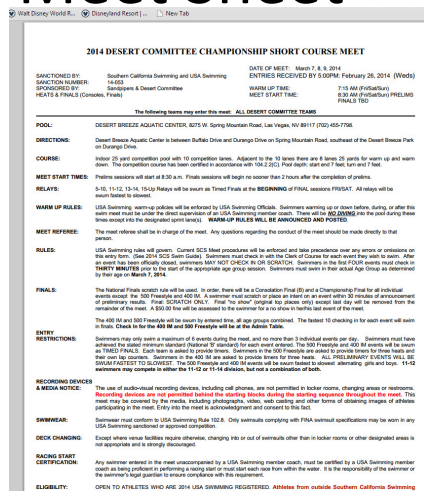 Meet Sheet
Walt Disney World R... Disneyland Resort | ... New Tab
2014 DESERT COMMITTEE CHAMPIONSHIP SHORT COURSE MEET
DATE OF MEET: March 7, 8, 9, 2014
SANCTIONED BY: Southern California Swimming and USA Swimming ENTRIES RECEIVED BY 5:00PM: February 26, 2014 (Weds)
SANCTION NUMBER: 14-053
SPONSORED BY: Sandpipers & Desert Committee WARM UP TIME: 7:15 AM (Fri/Sat/Sun)
HEATS & FINALS (Consoles, Finals) MEET START TIME: 8:30 AM (Fri/Sat/Sun) PRELIMS
FINALS TBD
The following teams may enter this meet: ALL DESERT COMMITTEE TEAMS
POOL: DESERT BREEZE AQUATIC CENTER, 8275 W. Spring Mountain Road, Las Vegas, NV 89117 (702) 455-7798.
DIRECTIONS: Desert Breeze Aquatic Center is between Buffalo Drive and Durango Drive on Spring Mountain Road, southeast of the Desert Breeze Park
on Durango Drive.
COURSE: Indoor 25 yard competition pool with 10 competition lanes. Adjacent to the 10 lanes there are 8 lanes 25 yards for warm up and warm
down. The competition course has been certified in accordance with 104.2.2(C). Pool depth: start end 7 feet; turn end 7 feet.
MEET START TIMES: Prelims sessions will start at 8:30 a.m. Finals sessions will begin no sooner than 2 hours after the completion of prelims.
RELAYS: 5-10, 11-12, 13-14, 15-Up Relays will be swum as Timed Finals at the BEGINNING of FINAL sessions FRI/SAT. All relays will be
swum fastest to slowest.
WARM UP RULES: USA Swimming warm-up policies will be enforced by USA Swimming Officials. Swimmers warming up or down before, during, or after this
swim meet must be under the direct supervision of an USA Swimming member coach. There will be NO DIVING into the pool during these
times except into the designated sprint lane(s). WARM-UP RULES WILL BE ANNOUNCED AND POSTED.
MEET REFEREE: The meet referee shall be in charge of the meet. Any questions regarding the conduct of the meet should be made directly to that
person.
RULES: USA Swimming rules will govern. Current SCS Meet procedures will be enforced and take precedence over any errors or omissions on
this entry form. (See 2014 SCS Swim Guide). Swimmers must check in with the Clerk of Course for each event they wish to swim. After
an event has been officially closed, swimmers MAY NOT CHECK IN OR SCRATCH. Swimmers in the first FOUR events must check in
THIRTY MINUTES prior to the start of the appropriate age group session. Swimmers must swim in their actual Age Group as determined
by their age on March 7, 2014.
FINALS: The National Finals scratch rule will be used. In order, there will be a Consolation Final (B) and a Championship Final for all individual
events except the 500 Freestyle and 400 IM. A swimmer must scratch or place an intent on an event within 30 minutes of announcement
of preliminary results. Final SCRATCH ONLY. Final "no show" (original top places only) except last day will be removed from the
remainder of the meet. A $50.00 fine will be assessed to the swimmer for a no show in her/his last event of the meet.
The 400 IM and 500 Freestyle will be swum by entered time, all age groups combined. The fastest 10 checking in for each event will swim
in finals. Check In for the 400 IM and 500 Freestyle will be at the Admin Table.
ENTRY
RESTRICTIONS: Swimmers may only swim a maximum of 6 events during the meet, and no more than 3 individual events per day. Swimmers must have
achieved the stated minimum standard (National 'B' standard) for each event entered. The 500 Freestyle and 400 IM events will be swum
as TIMED FINALS. Each team is asked to provide timers. Swimmers in the 500 Freestyle are asked to provide timers for three heats and
their own lap counters. Swimmers in the 400 IM are asked to provide timers for three heats. ALL PRELIMINARY EVENTS WILL BE
SWUM FASTEST TO SLOWEST. The 500 Freestyle and 400 IM events will be swum fastest to slowest alternating girls and boys. 11-12
swimmers may compete in either the 11-12 or 11-14 division, but not a combination of both.
RECORDING DEVICES
& MEDIA NOTICE: The use of audio-visual recording devices, including cell phones, are not permitted in locker rooms, changing areas or restrooms.
Recording devices are not permitted behind the starting blocks during the starting sequence throughout the meet. This
meet may be covered by the media, including photographs, video, web casting and other forms of obtaining images of athletes
participating in the meet. Entry into the meet is acknowledgment and consent to this fact.
SWIMWEAR: Swimwear must conform to USA Swimming Rule 102.8. Only swimsuits complying with FINA swimsuit specifications may be worn in any
USA Swimming sanctioned or approved competition.
DECK CHANGING: Except where venue facilities require otherwise, changing into or out of swimsuits other than in locker rooms or other designated areas is
not appropriate and is strongly discouraged.
RACING START
CERTIFICATION: Any swimmer entered in the meet unaccompanied by a USA Swimming member coach, must be certified by a USA Swimming member
coach as being proficient in performing a racing start or must start each race from within the water. It is the responsibility of the swimmer or
the swimmer's legal guardian to ensure compliance with this requirement.
ELIGIBILITY: OPEN TO ATHLETES WHO ARE 2014 USA SWIMMING REGISTERED. Athletes from outside Southern California Swimming